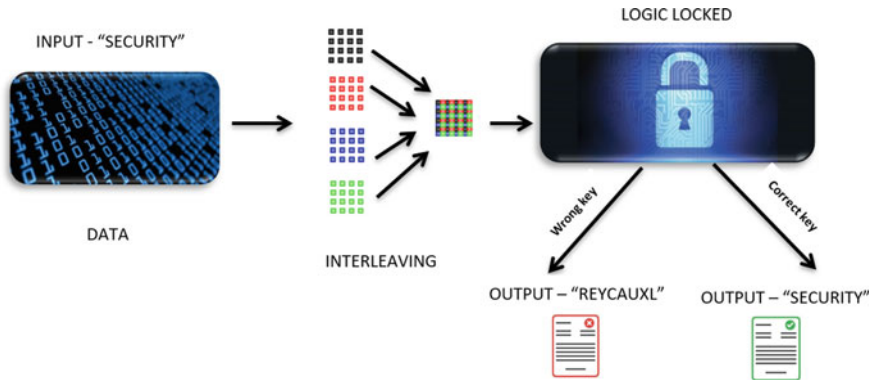 INPUT - “SECURITY”
DATA
INTERLEAVING
LOGIC LOCKED
Wrong key
Correct key
OUTPUT – “REYCAUXL”
OUTPUT – “SECURITY”